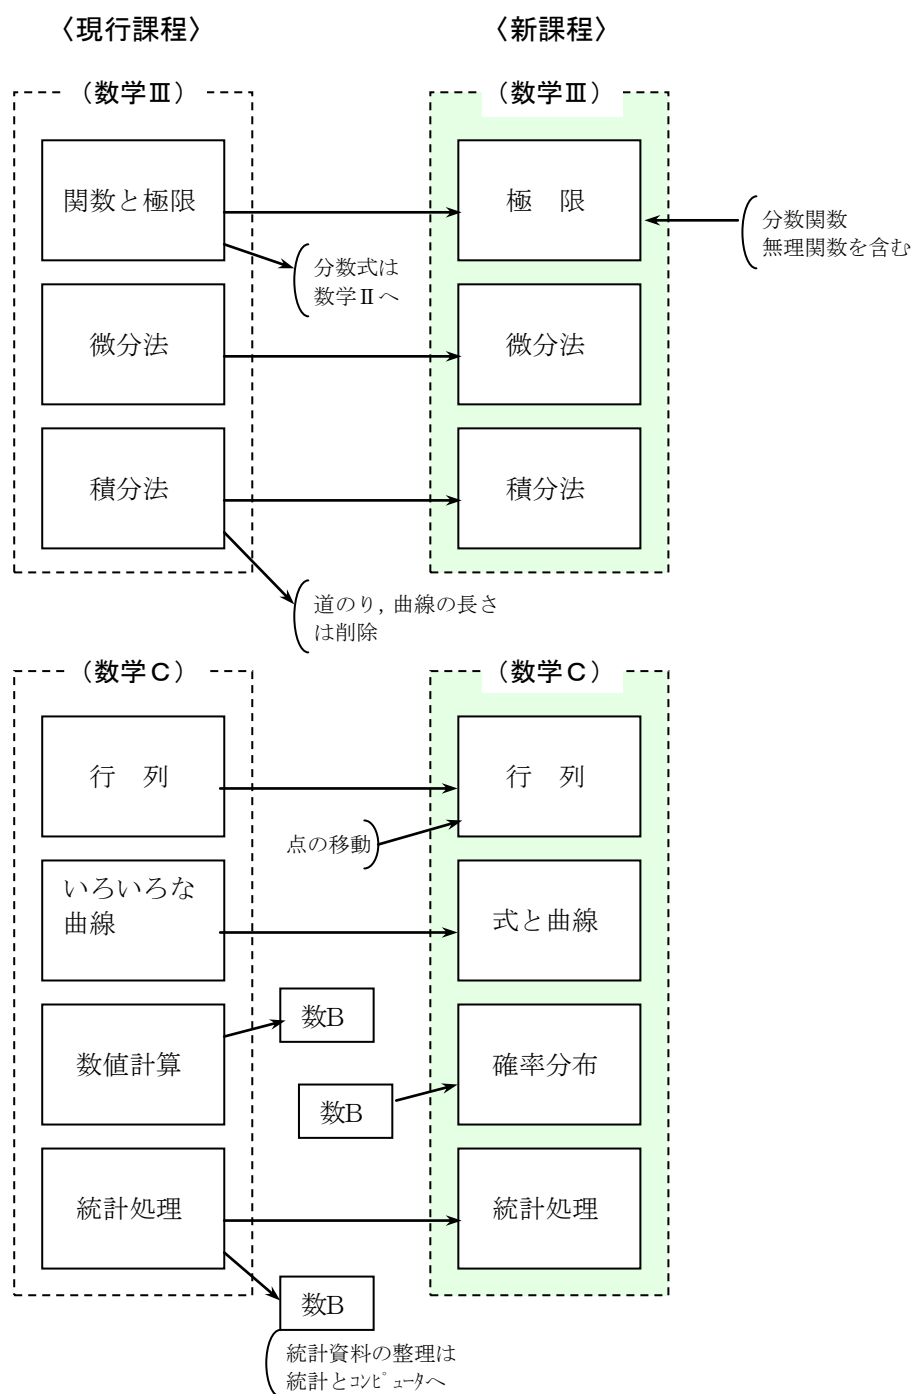 〈現行課程〉
〈新課程〉
（数学Ⅲ）
（数学Ⅲ）
関数と極限
極　限
分数関数
無理関数を含む
分数式は
数学Ⅱへ
微分法
微分法
積分法
積分法
道のり，曲線の長さ
は削除
（数学Ｃ）
（数学Ｃ）
行　列
行　列
点の移動
いろいろな
曲線
式と曲線
数B
数値計算
確率分布
数B
統計処理
統計処理
数B
統計資料の整理は
統計とｺﾝﾋﾟｭｰﾀへ